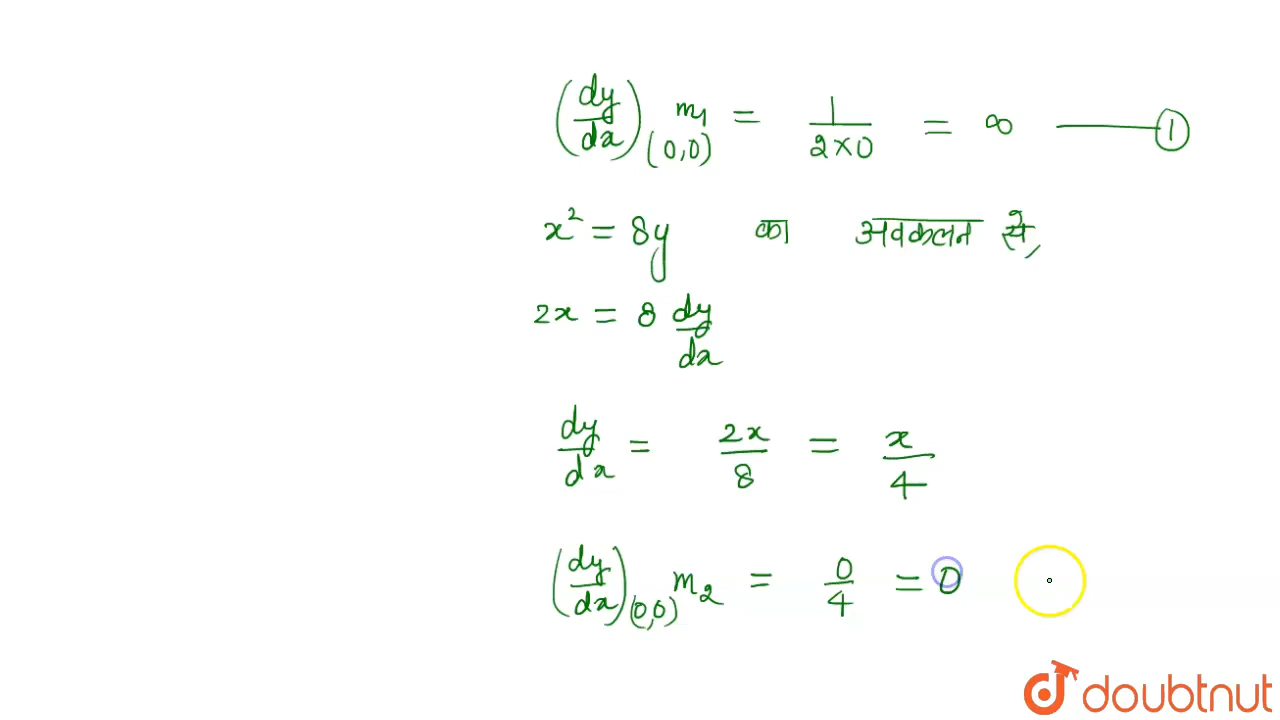 (dy/dx)(0,0) m1 = 1/(2×0) = ∞ —— ①
x² = 8y का अवकलन से,
2x = 8 dy/dx
dy/dx = 2x/8 = x/4
(dy/dx)(0,0) m2 = 0/4 = 0
doubtnut